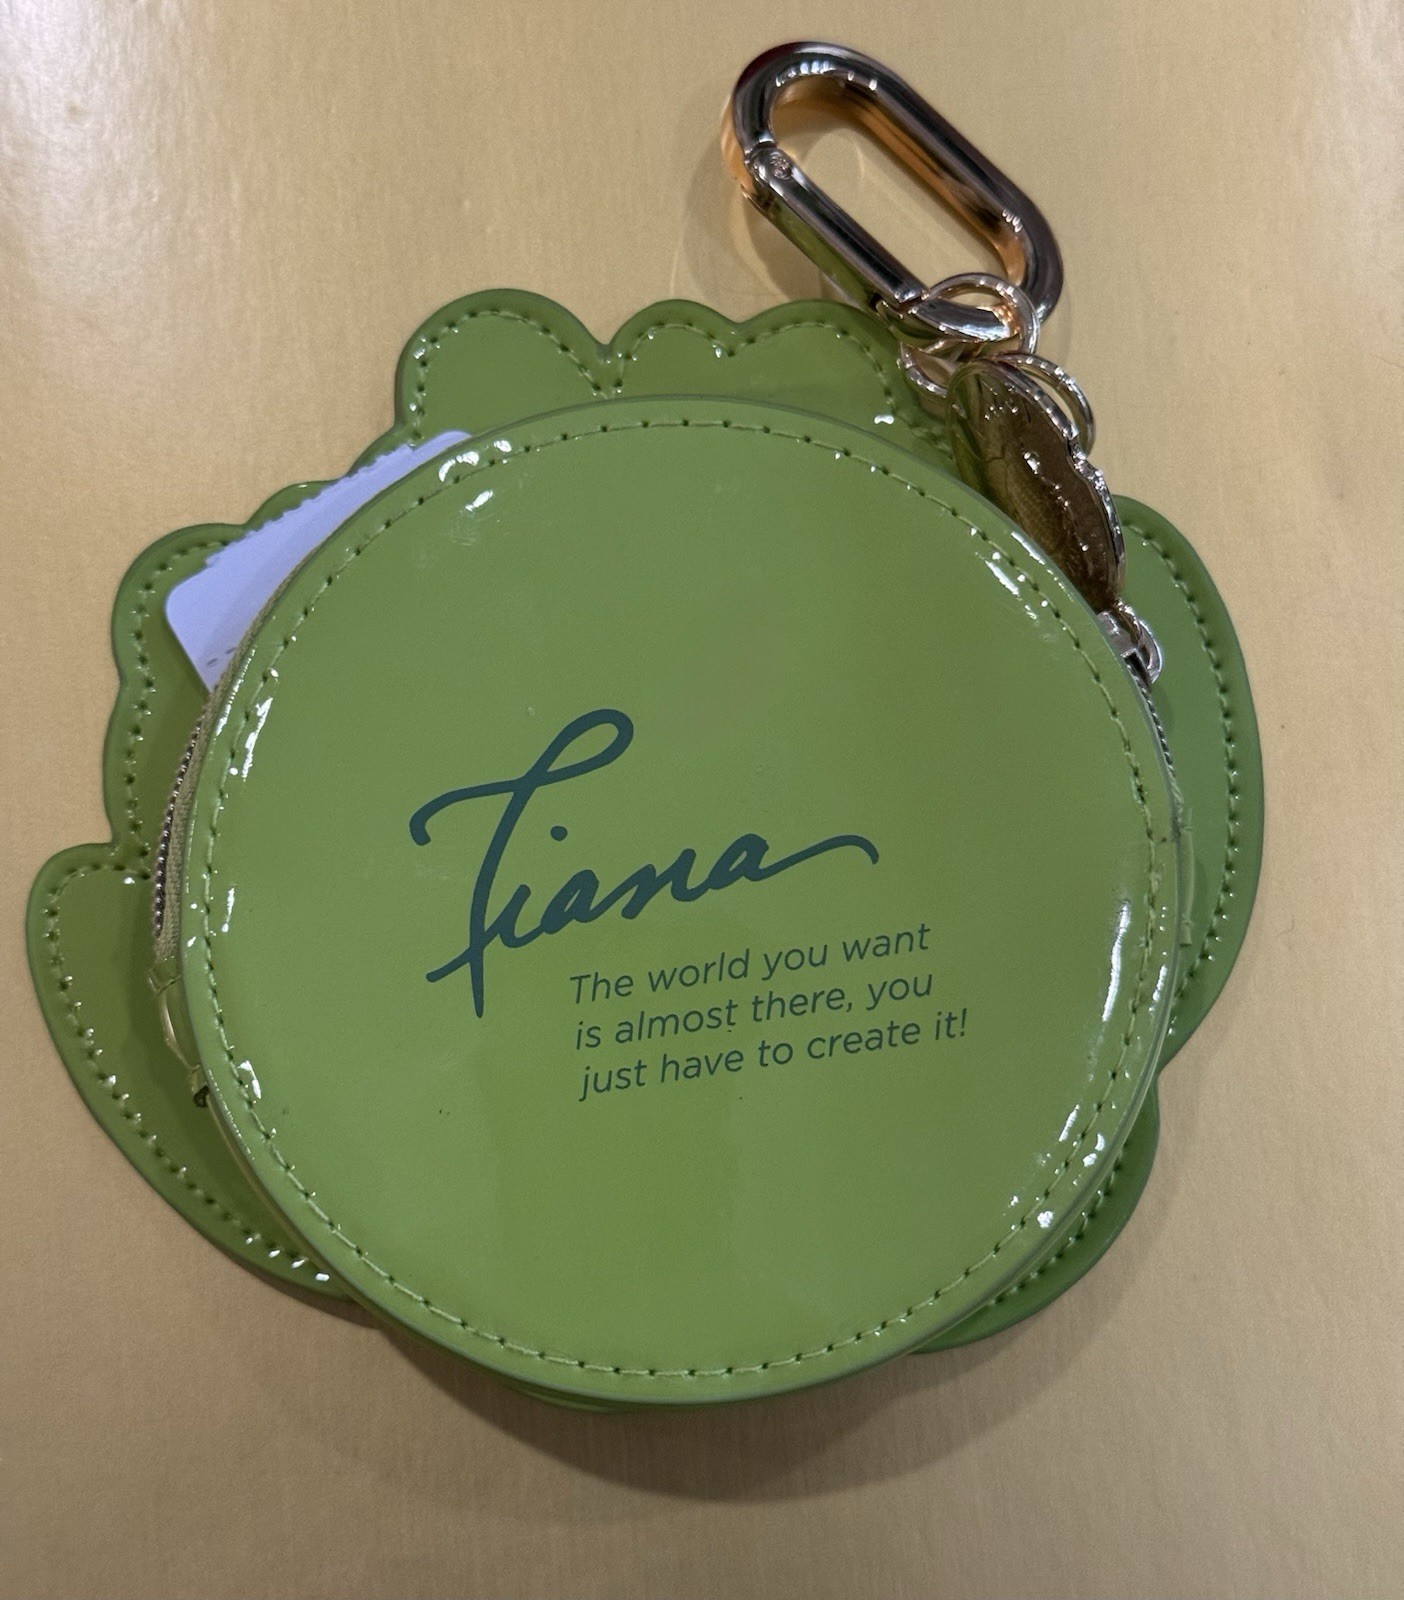 Tiana
The world you want
is almost there, you
just have to create it!